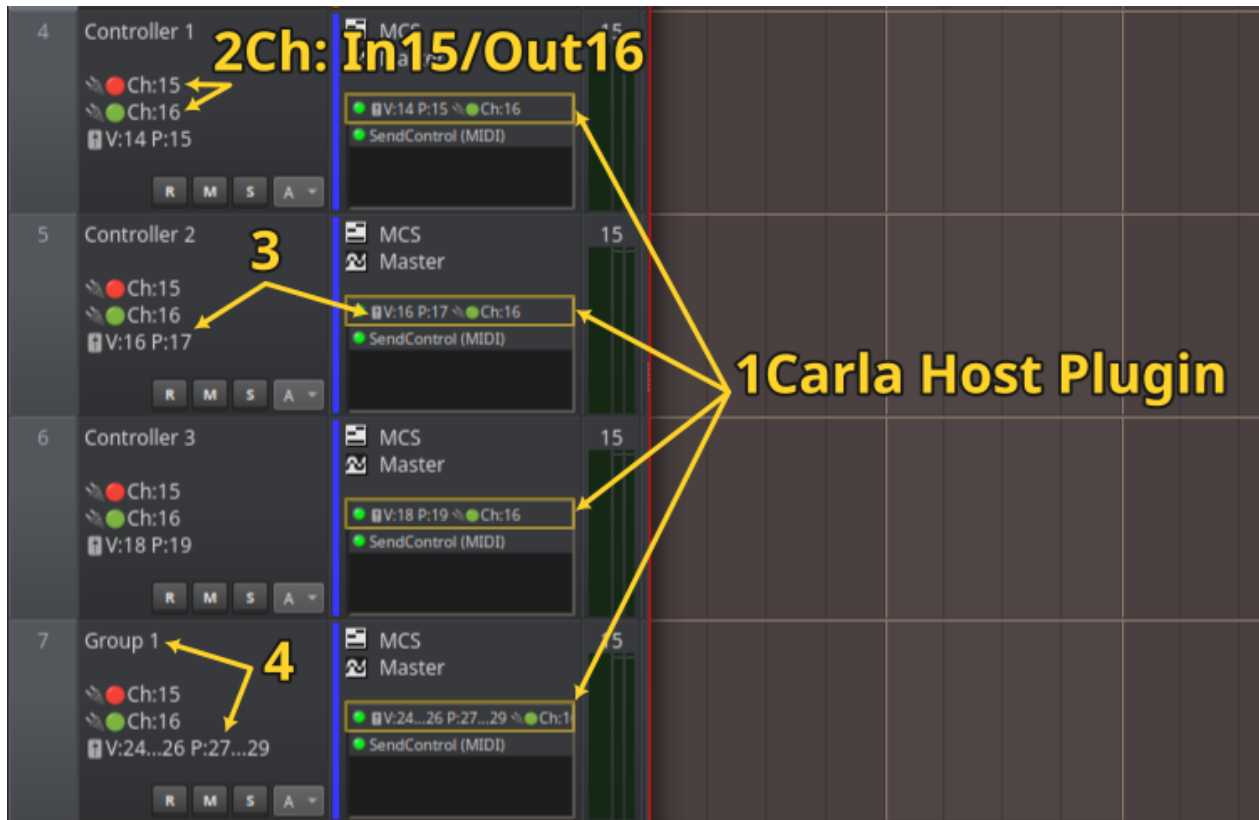 4
Controller 1
MCS
15
2Ch: In15/Out16
Ch:15
Ch:16
V:14 P:15
V:14 P:15 Ch:16
SendControl (MIDI)
R M S A
5
Controller 2
MCS
15
Master
3
Ch:15
Ch:16
V:16 P:17
V:16 P:17 Ch:16
SendControl (MIDI)
1Carla Host Plugin
R M S A
6
Controller 3
MCS
15
Master
Ch:15
Ch:16
V:18 P:19
V:18 P:19 Ch:16
SendControl (MIDI)
R M S A
7
Group 1
MCS
15
Master
4
Ch:15
Ch:16
V:24...26 P:27...29
V:24...26 P:27...29 Ch:1
SendControl (MIDI)
R M S A